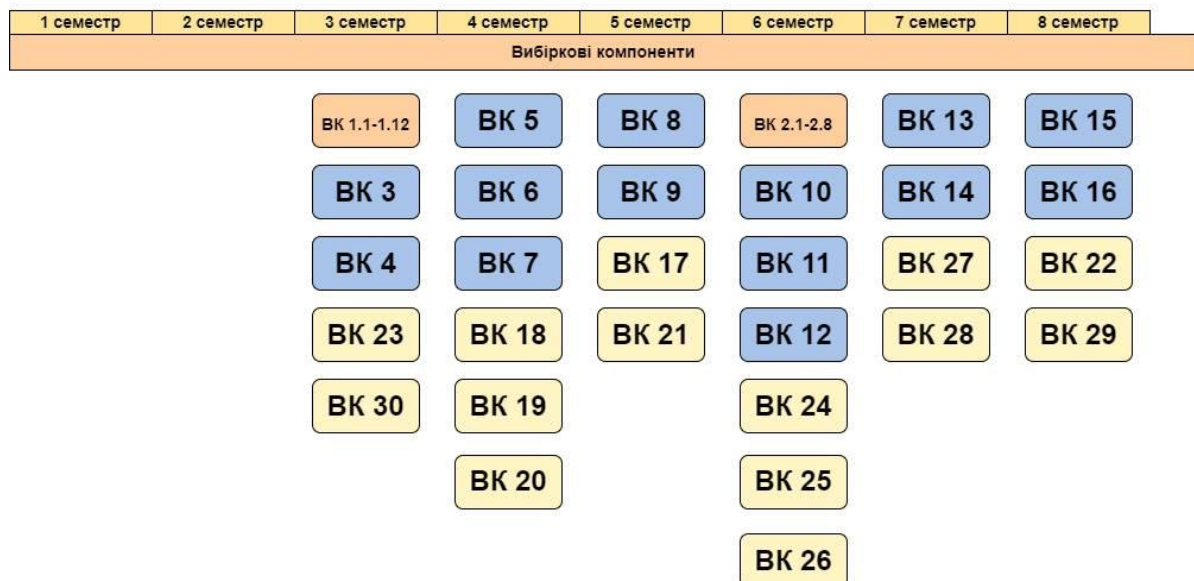 1 семестр 2 семестр 3 семестр 4 семестр 5 семестр 6 семестр 7 семестр 8 семестр
Вибіркові компоненти
ВК 1.1-1.12 ВК 5 ВК 8 ВК 2.1-2.8 ВК 13 ВК 15
ВК 3 ВК 6 ВК 9 ВК 10 ВК 14 ВК 16
ВК 4 ВК 7 ВК 17 ВК 11 ВК 27 ВК 22
ВК 23 ВК 18 ВК 21 ВК 12 ВК 28 ВК 29
ВК 30 ВК 19 ВК 24
ВК 20 ВК 25
ВК 26